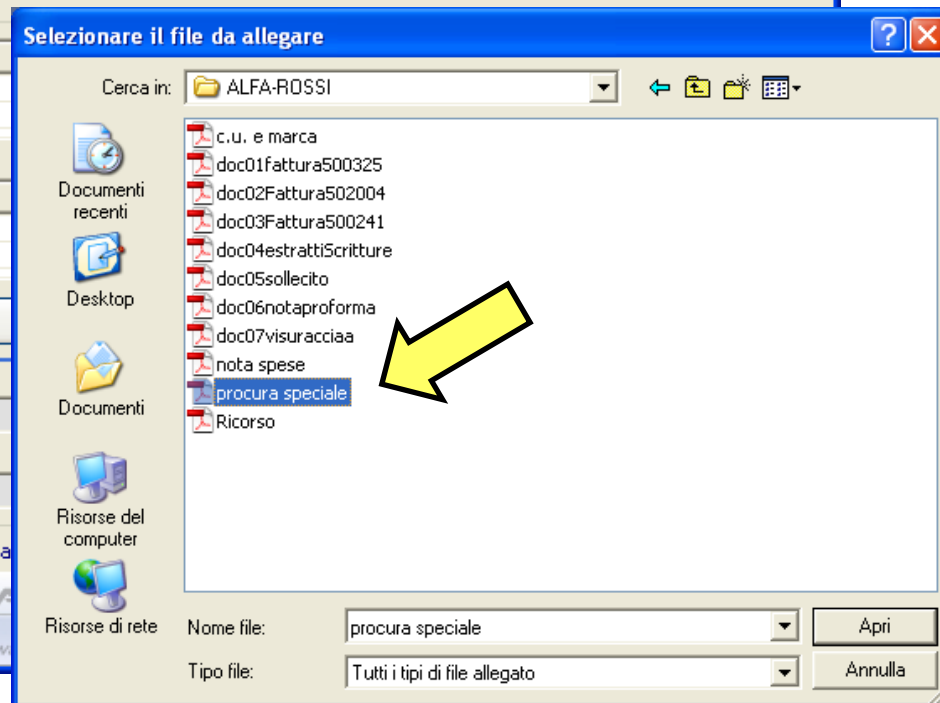 Selezionare il file da allegare
Cerca in: ALFA-ROSSI
c.u. e marca
doc01fattura500325
doc02Fattura502004
doc03Fattura500241
doc04estrattiScritture
doc05sollecito
doc06notaproforma
doc07visuracciaa
nota spese
procura speciale
Ricorso
Documenti
recenti
Desktop
Documenti
Risorse del
computer
Risorse di rete
Nome file: procura speciale Apri
Tipo file: Tutti i tipi di file allegato Annulla